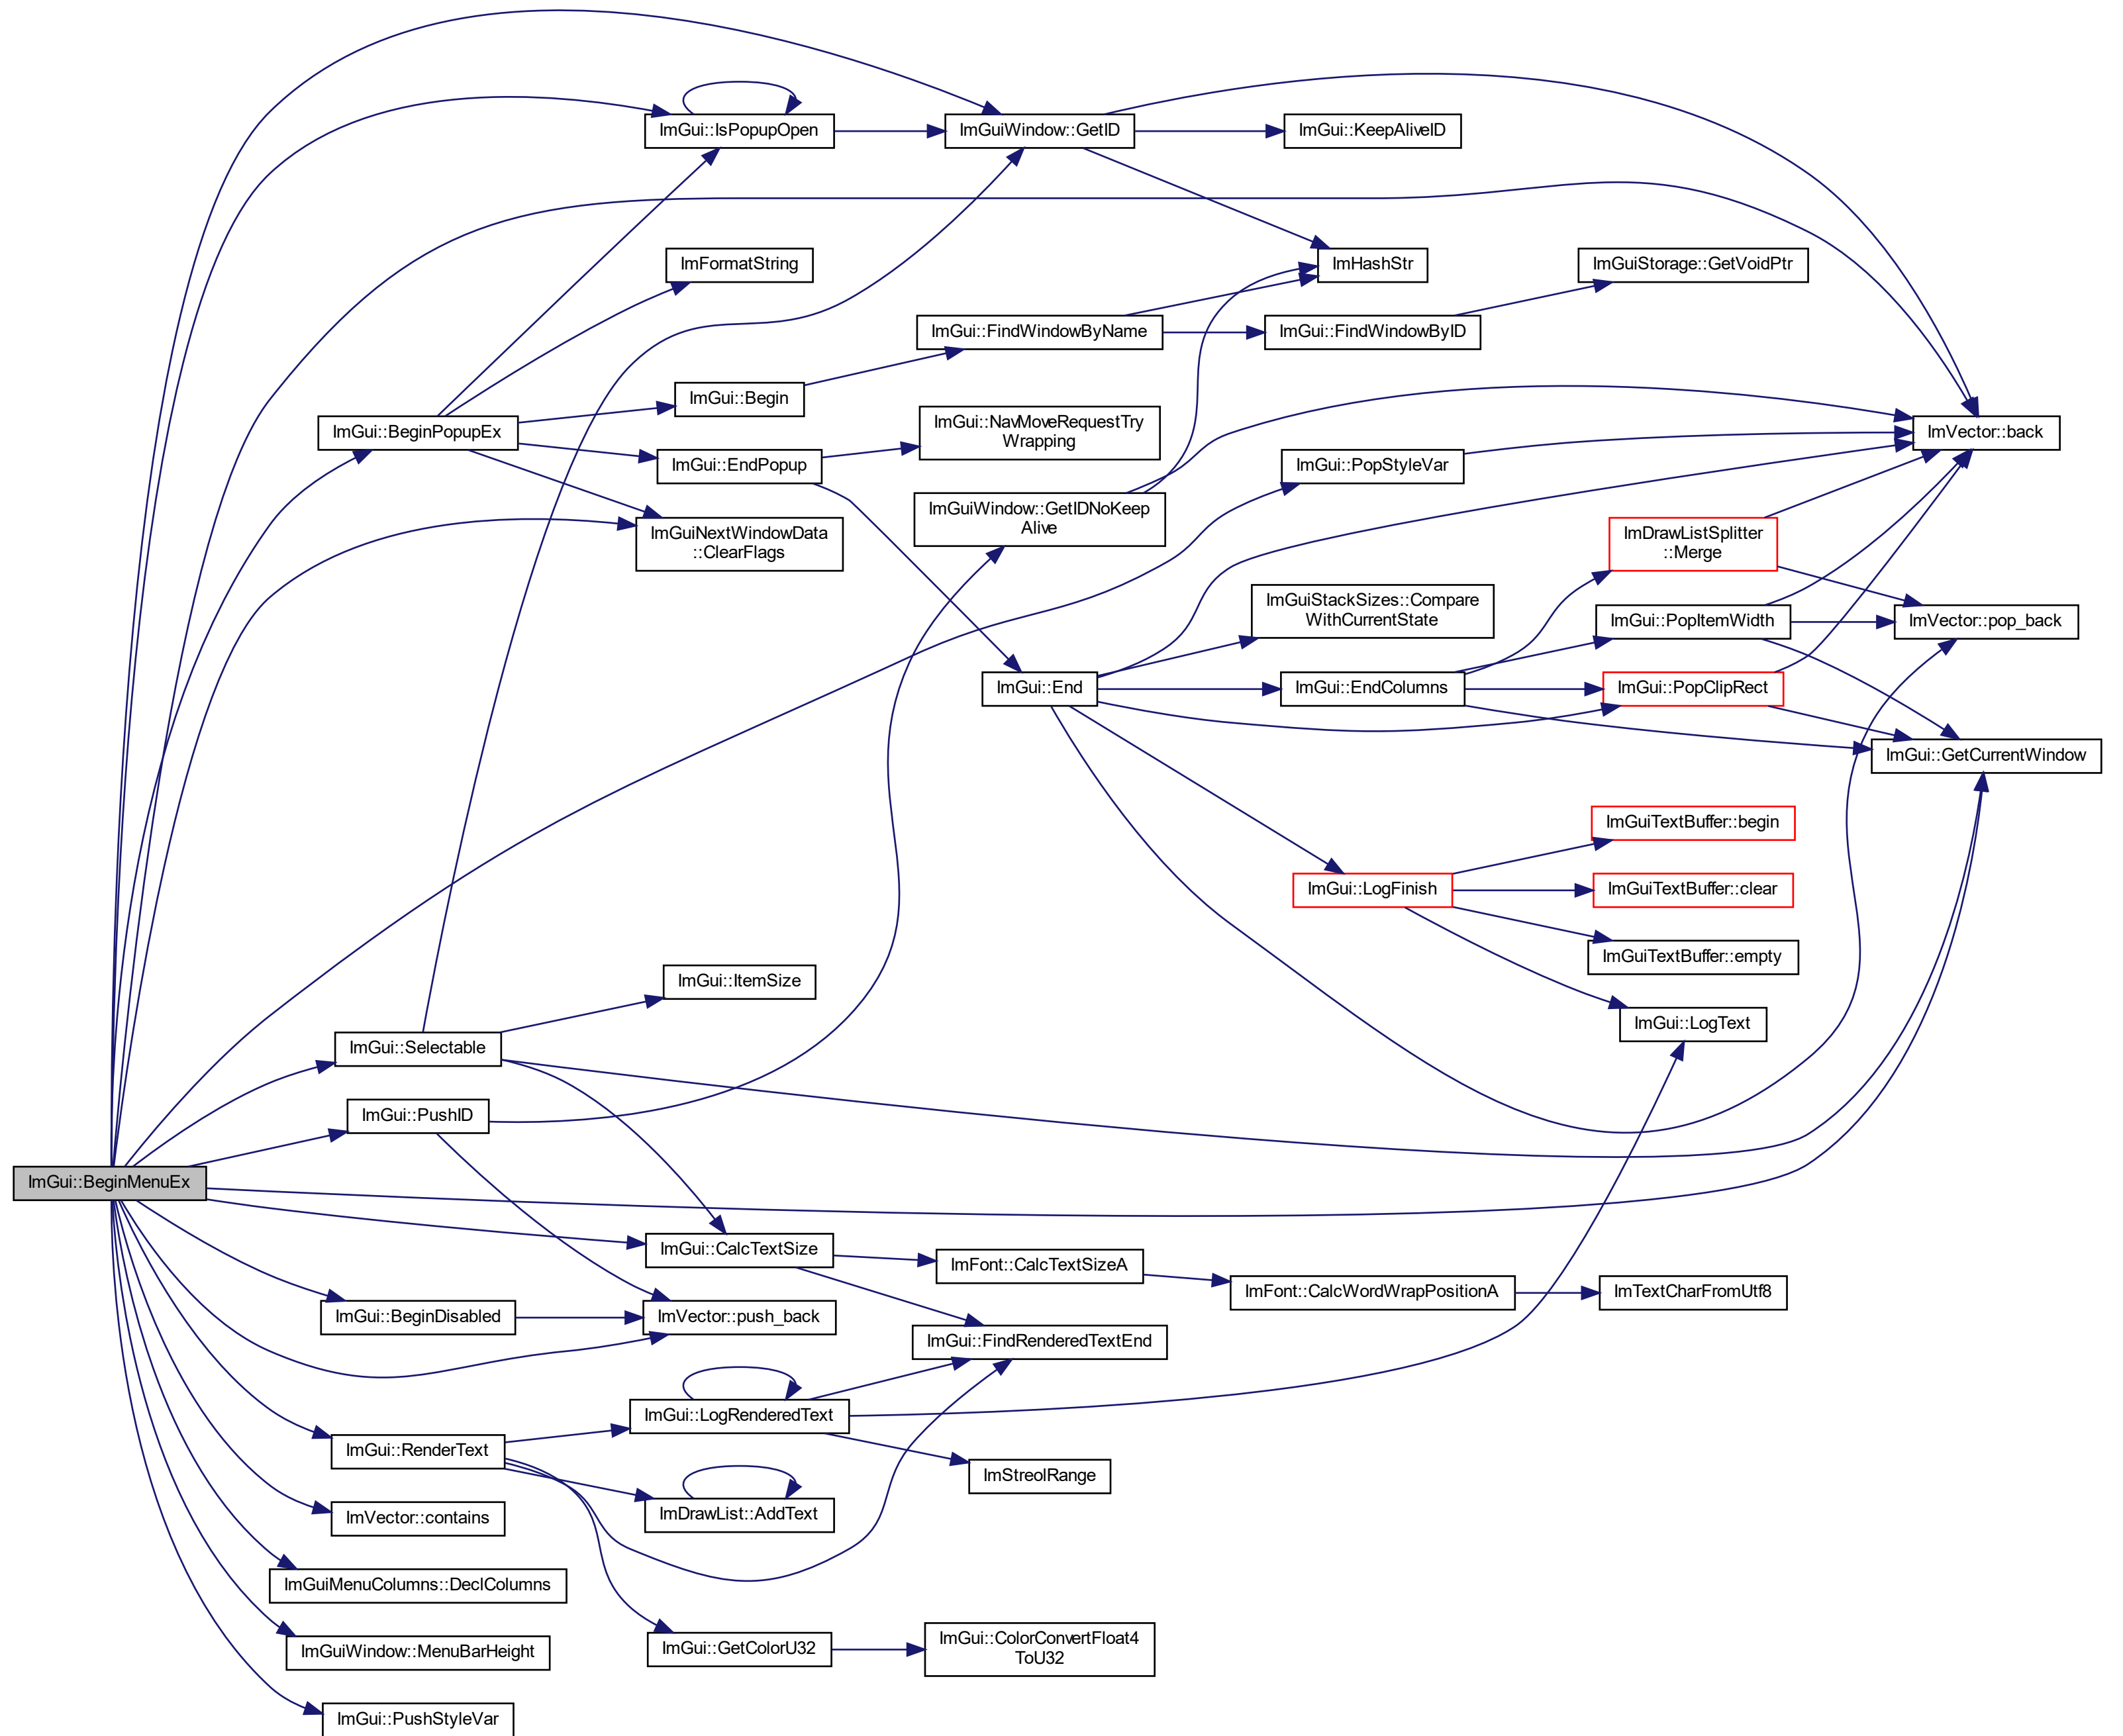 ImGui::IsPopupOpen
ImGuiWindow::GetID
ImGui::KeepAliveID
ImFormatString
ImHashStr
ImGuiStorage::GetVoidPtr
ImGui::FindWindowByName
ImGui::FindWindowByID
ImGui::Begin
ImGui::BeginPopupEx
ImGui::NavMoveRequestTry
Wrapping
ImVector::back
ImGui::EndPopup
ImGui::PopStyleVar
ImGuiWindow::GetIDNoKeep
Alive
ImGuiNextWindowData
::ClearFlags
ImDrawListSplitter
::Merge
ImGuiStackSizes::Compare
WithCurrentState
ImGui::PopItemWidth
ImVector::pop_back
ImGui::End
ImGui::EndColumns
ImGui::PopClipRect
ImGui::GetCurrentWindow
ImGuiTextBuffer::begin
ImGui::LogFinish
ImGuiTextBuffer::clear
ImGuiTextBuffer::empty
ImGui::ItemSize
ImGui::LogText
ImGui::Selectable
ImGui::PushID
ImGui::BeginMenuEx
ImGui::CalcTextSize
ImFont::CalcTextSizeA
ImFont::CalcWordWrapPositionA
ImTextCharFromUtf8
ImGui::BeginDisabled
ImVector::push_back
ImGui::FindRenderedTextEnd
ImGui::LogRenderedText
ImGui::RenderText
ImStreolRange
ImVector::contains
ImDrawList::AddText
ImGuiMenuColumns::DeclColumns
ImGuiWindow::MenuBarHeight
ImGui::GetColorU32
ImGui::ColorConvertFloat4
ToU32
ImGui::PushStyleVar